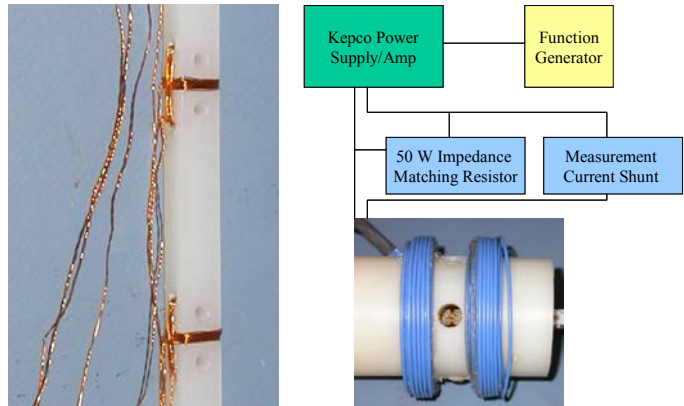 Kepco Power
Supply/Amp
Function
Generator
50 W Impedance
Matching Resistor
Measurement
Current Shunt